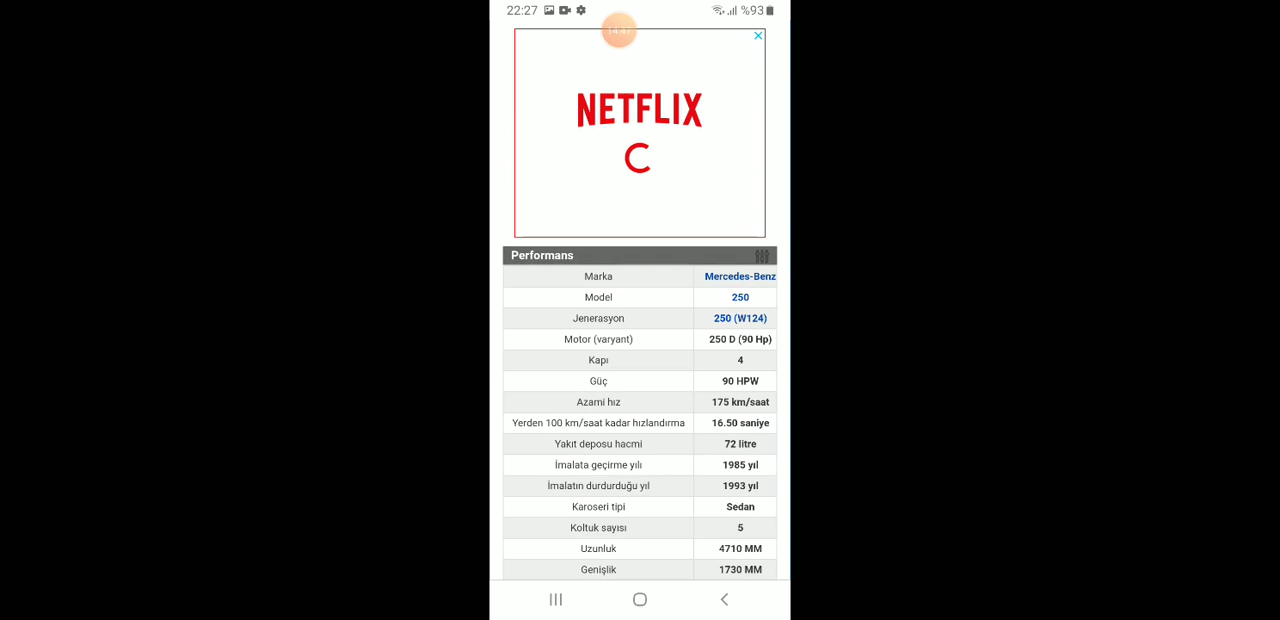 22:27 %93
14:47
NETFLIX
Performans
Marka Mercedes-Benz
Model 250
Jenerasyon 250 (W124)
Motor (varyant) 250 D (90 Hp)
Kapı 4
Güç 90 HPW
Azami hız 175 km/saat
Yerden 100 km/saat kadar hızlandırma 16.50 saniye
Yakıt deposu hacmi 72 litre
İmalata geçirme yılı 1985 yıl
İmalatın durdurduğu yıl 1993 yıl
Karoseri tipi Sedan
Koltuk sayısı 5
Uzunluk 4710 MM
Genişlik 1730 MM